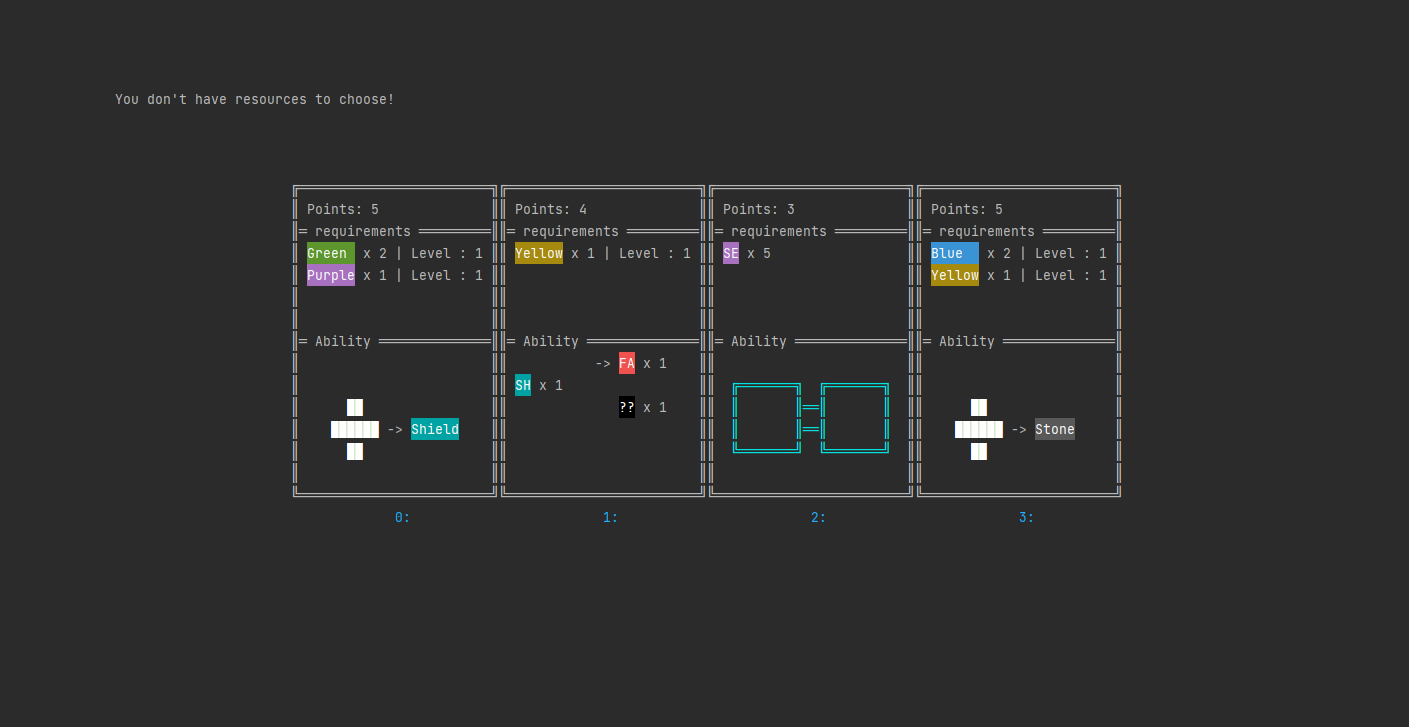 You don't have resources to choose!
Points: 5 Points: 4 Points: 3 Points: 5
requirements requirements requirements requirements
Green x 2 | Level : 1 Yellow x 1 | Level : 1 SE x 5 Blue x 2 | Level : 1
Purple x 1 | Level : 1 Yellow x 1 | Level : 1
Ability Ability Ability Ability
-> FA x 1
SH x 1
?? x 1
-> Shield -> Stone
0: 1: 2: 3: